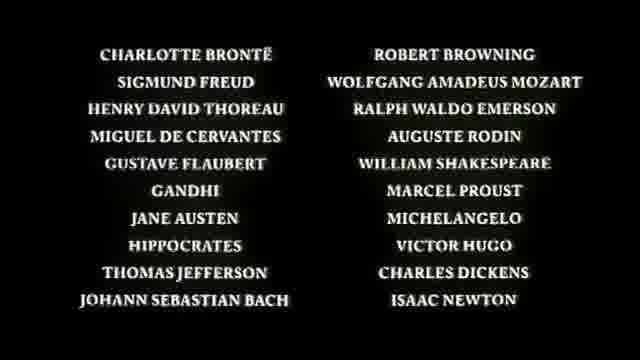 CHARLOTTE BRONTË
SIGMUND FREUD
HENRY DAVID THOREAU
MIGUEL DE CERVANTES
GUSTAVE FLAUBERT
GANDHI
JANE AUSTEN
HIPPOCRATES
THOMAS JEFFERSON
JOHANN SEBASTIAN BACH
ROBERT BROWNING
WOLFGANG AMADEUS MOZART
RALPH WALDO EMERSON
AUGUSTE RODIN
WILLIAM SHAKESPEARE
MARCEL PROUST
MICHELANGELO
VICTOR HUGO
CHARLES DICKENS
ISAAC NEWTON